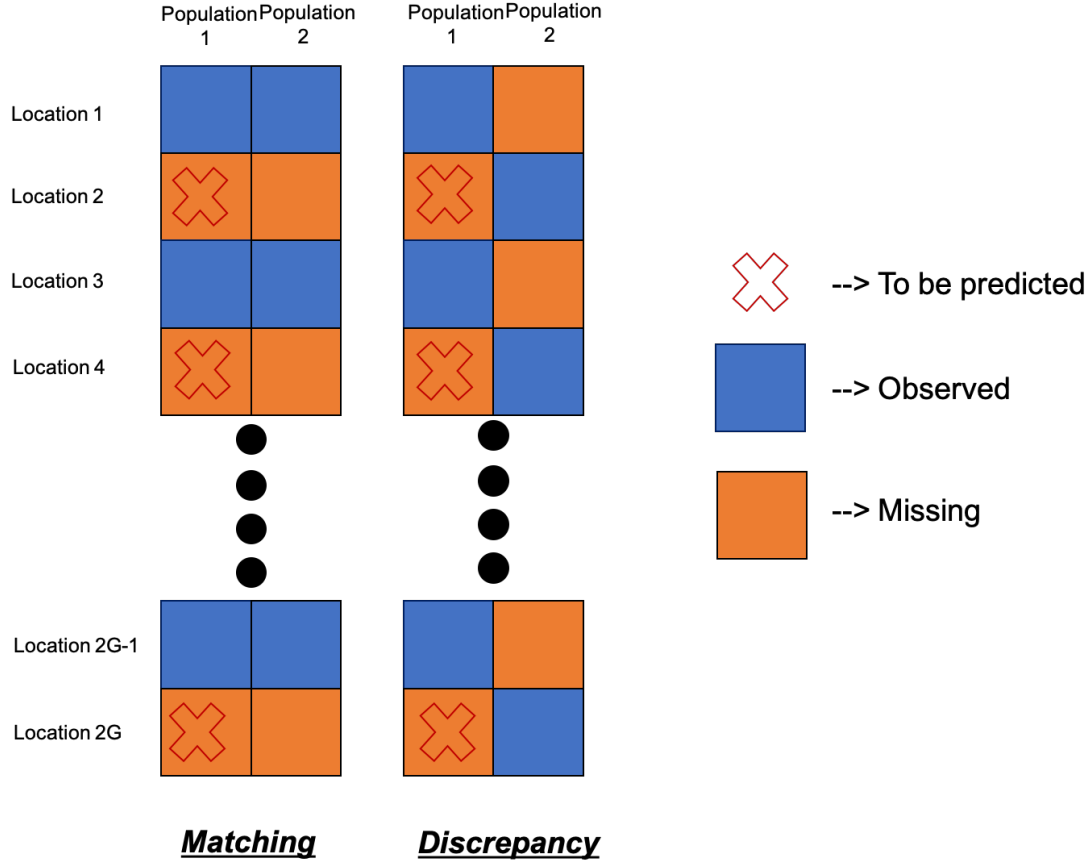 Population Population
1 2
Population Population
1 2
Location 1
Location 2
Location 3
Location 4
Location 2G-1
Location 2G
--> To be predicted
--> Observed
--> Missing
Matching
Discrepancy